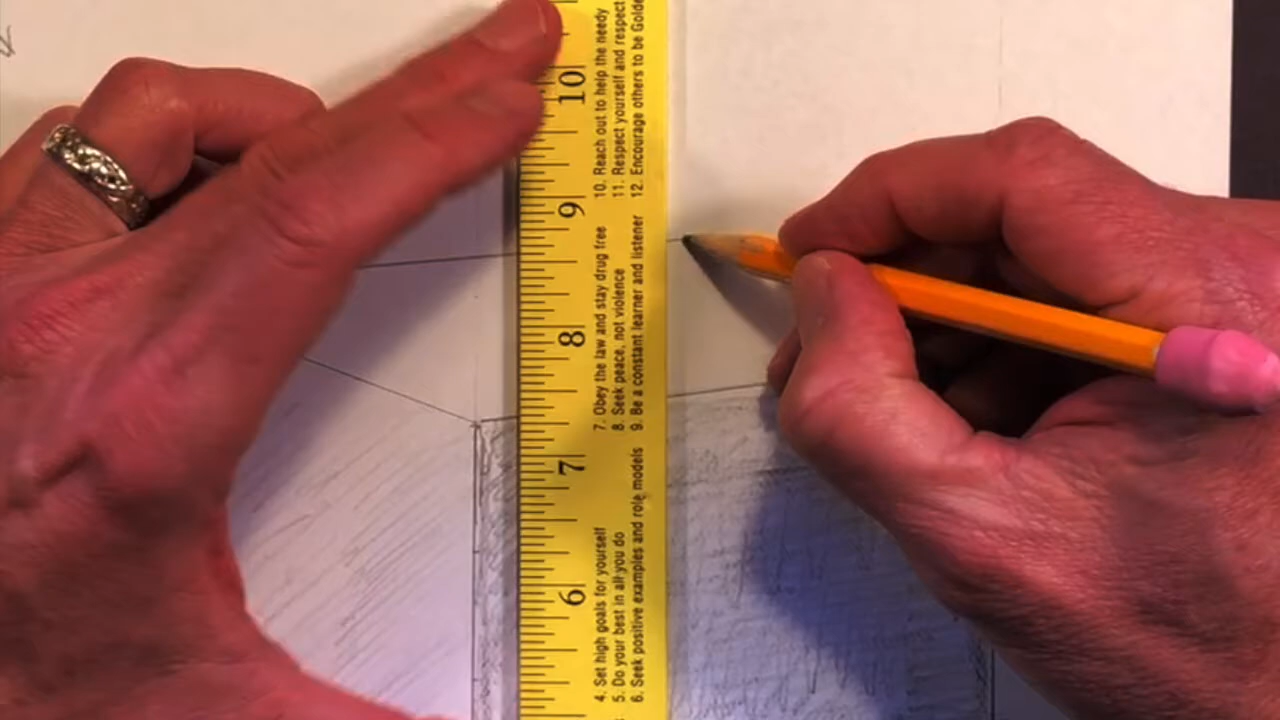 4. Set high goals for yourself
5. Do your best in all you do
6. Seek positive examples and role models
7. Obey the law and stay drug free
8. Seek peace, not violence
9. Be a constant learner and listener
10. Reach out to help the needy
11. Respect yourself and respect
12. Encourage others to be Golde
6
7
8
9
10